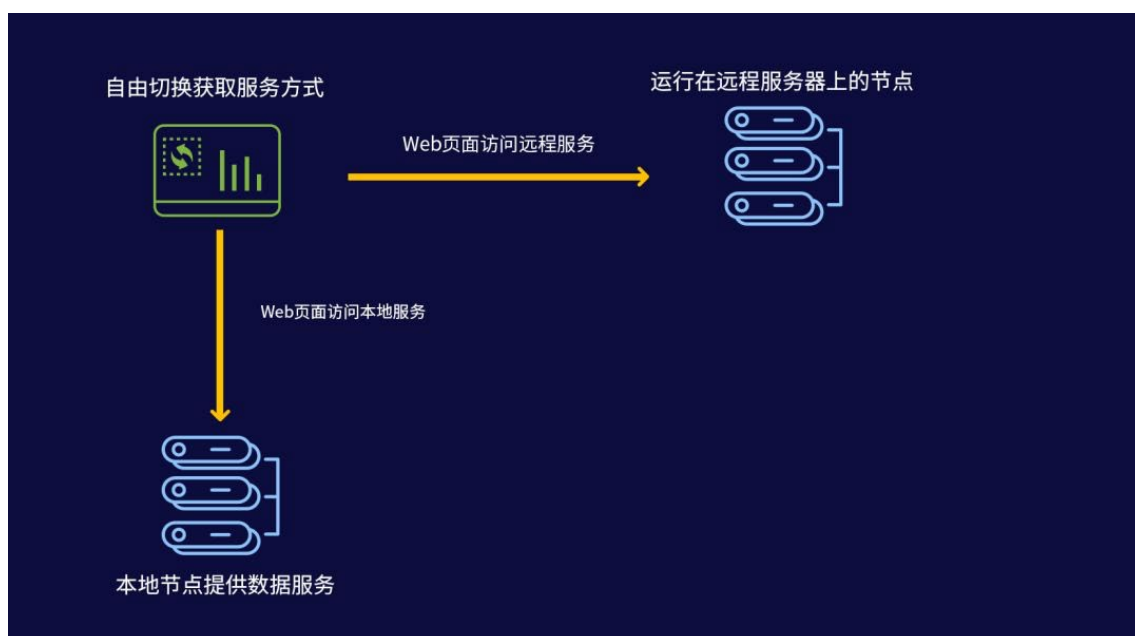 自由切换获取服务方式
运行在远程服务器上的节点
Web页面访问远程服务
Web页面访问本地服务
本地节点提供数据服务